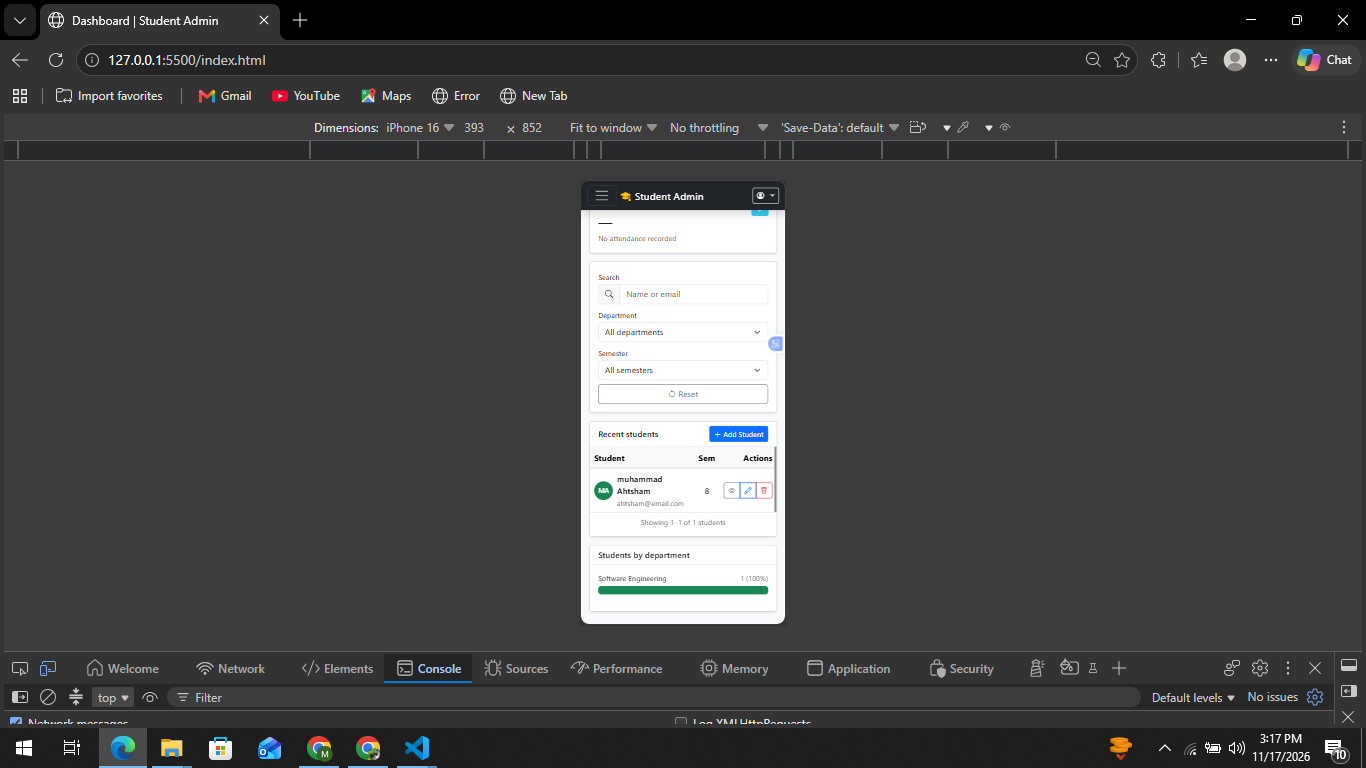 Dashboard | Student Admin
127.0.0.1:5500/index.html
Chat
Import favorites
Gmail
YouTube
Maps
Error
New Tab
Dimensions: iPhone 16 393 × 852 Fit to window No throttling 'Save-Data': default
Student Admin
No attendance recorded
Search
Name or email
Department
All departments
Semester
All semesters
Reset
Recent students
+ Add Student
Student Sem Actions
MA
muhammad
Ahtsham
ahtsham@email.com
8
Showing 1-1 of 1 students
Students by department
Software Engineering 1 (100%)
Welcome Network Elements Console Sources Performance Memory Application Security
top Filter Default levels No issues
Network messages Log XMLHttpRequests
3:17 PM
11/17/2026
10